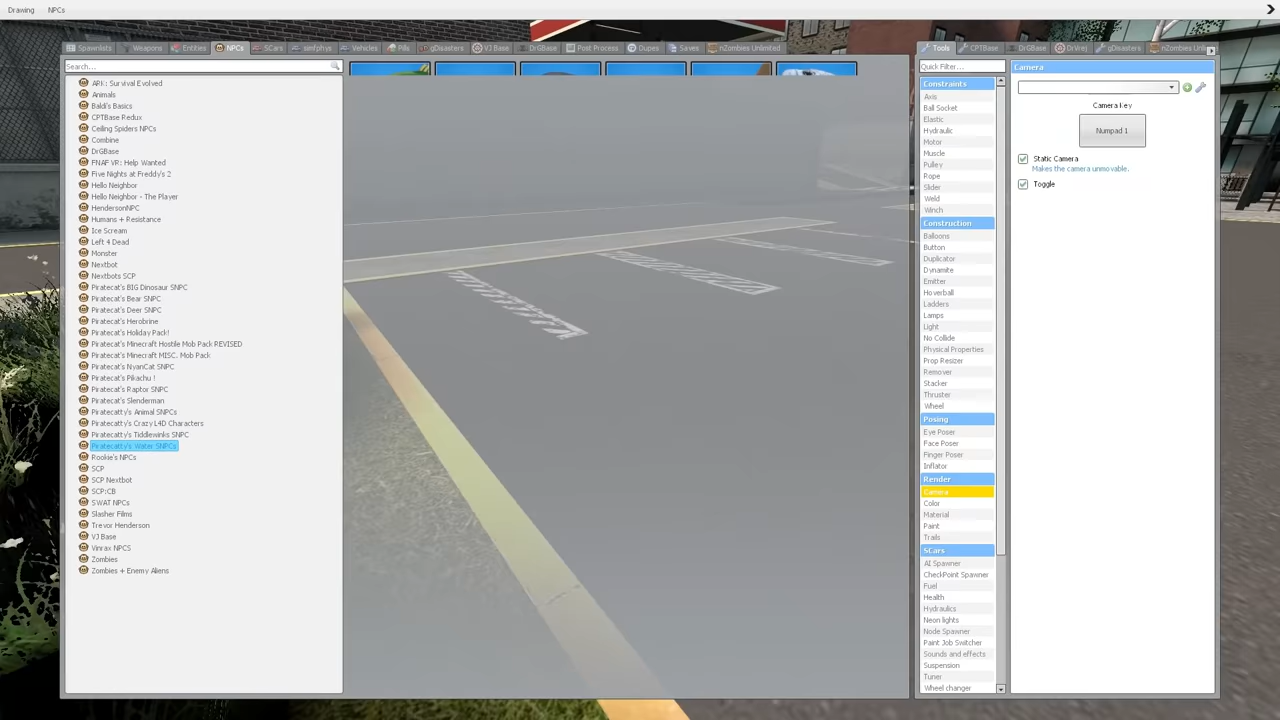 Drawing NPCs
Spawnlists Weapons Entities NPCs SCars simfphys Vehicles Pills gDisasters VJ Base DrGBase Post Process Dupes Saves nZombies Unlimited
Tools CPTBase DrGBase DrVrej gDisasters nZombies Unl
Search...
ARK: Survival Evolved
Animals
Baldi's Basics
CPTBase Redux
Ceiling Spiders NPCs
Combine
DrGBase
FNAF VR: Help Wanted
Five Nights at Freddy's 2
Hello Neighbor
Hello Neighbor - The Player
HendersonNPC
Humans + Resistance
Ice Scream
Left 4 Dead
Monster
Nextbot
Nextbots SCP
Piratecat's BIG Dinosaur SNPC
Piratecat's Bear SNPC
Piratecat's Deer SNPC
Piratecat's Herobrine
Piratecat's Holiday Pack!
Piratecat's Minecraft Hostile Mob Pack REVISED
Piratecat's Minecraft MISC. Mob Pack
Piratecat's NyanCat SNPC
Piratecat's Pikachu !
Piratecat's Raptor SNPC
Piratecat's Slenderman
Piratecatty's Animal SNPCs
Piratecatty's Crazy L4D Characters
Piratecatty's Tiddlewinks SNPC
Piratecatty's Water SNPCs
Rookie's NPCs
SCP
SCP Nextbot
SCP:CB
SWAT NPCs
Slasher Films
Trevor Henderson
VJ Base
Vinrax NPCS
Zombies
Zombies + Enemy Aliens
Quick Filter...
Constraints
Axis
Ball Socket
Elastic
Hydraulic
Motor
Muscle
Pulley
Rope
Slider
Weld
Winch
Construction
Balloons
Button
Duplicator
Dynamite
Emitter
Hoverball
Ladders
Lamps
Light
No Collide
Physical Properties
Prop Resizer
Remover
Stacker
Thruster
Wheel
Posing
Eye Poser
Face Poser
Finger Poser
Inflator
Render
Camera
Color
Material
Paint
Trails
SCars
AI Spawner
CheckPoint Spawner
Fuel
Health
Hydraulics
Neon lights
Node Spawner
Paint Job Switcher
Sounds and effects
Suspension
Tuner
Wheel changer
Camera
Camera Key
Numpad 1
Static Camera
Makes the camera unmovable.
Toggle